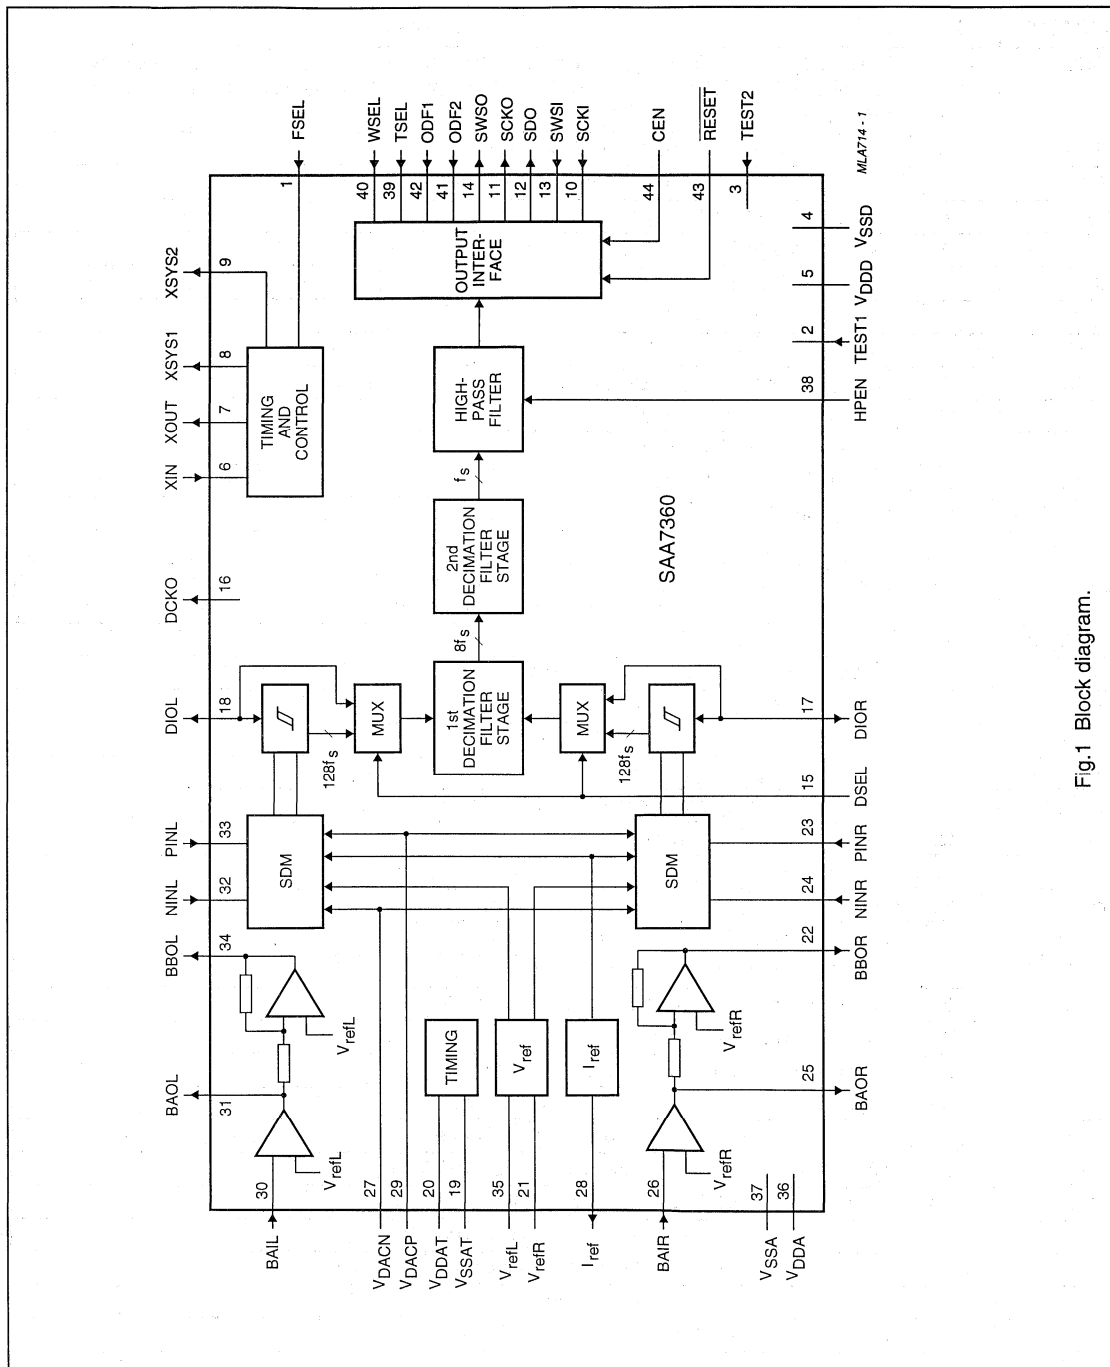 XIN
XOUT
XSYS1
XSYS2
DCKO
DIOL
PINL
NINL
BBOL
BAOL
31
34
32
33
18
16
6
7
8
9
TIMING
AND
CONTROL
1
FSEL
BAIL
30
VrefL
VrefL
SDM
128fs
MUX
VDACN
27
VDACP
29
VDDAT
20
VSSAT
19
VrefL
35
VrefR
21
Iref
28
TIMING
Vref
Iref
1st
DECIMATION
FILTER
STAGE
8fs
2nd
DECIMATION
FILTER
STAGE
fs
HIGH-
PASS
FILTER
OUTPUT
INTER-
FACE
40
WSEL
39
TSEL
42
ODF1
41
ODF2
14
SWSO
11
SCKO
12
SDO
13
SWSI
10
SCKI
44
CEN
43
RESET
3
TEST2
BAIR
26
VrefR
VrefR
SDM
128fs
MUX
SAA7360
VSSA
37
VDDA
36
25
22
24
23
15
17
38
2
5
4
BAOR
BBOR
NINR
PINR
DSEL
DIOR
HPEN
TEST1
VDDD
VSSD
MLA714 - 1
Fig.1 Block diagram.